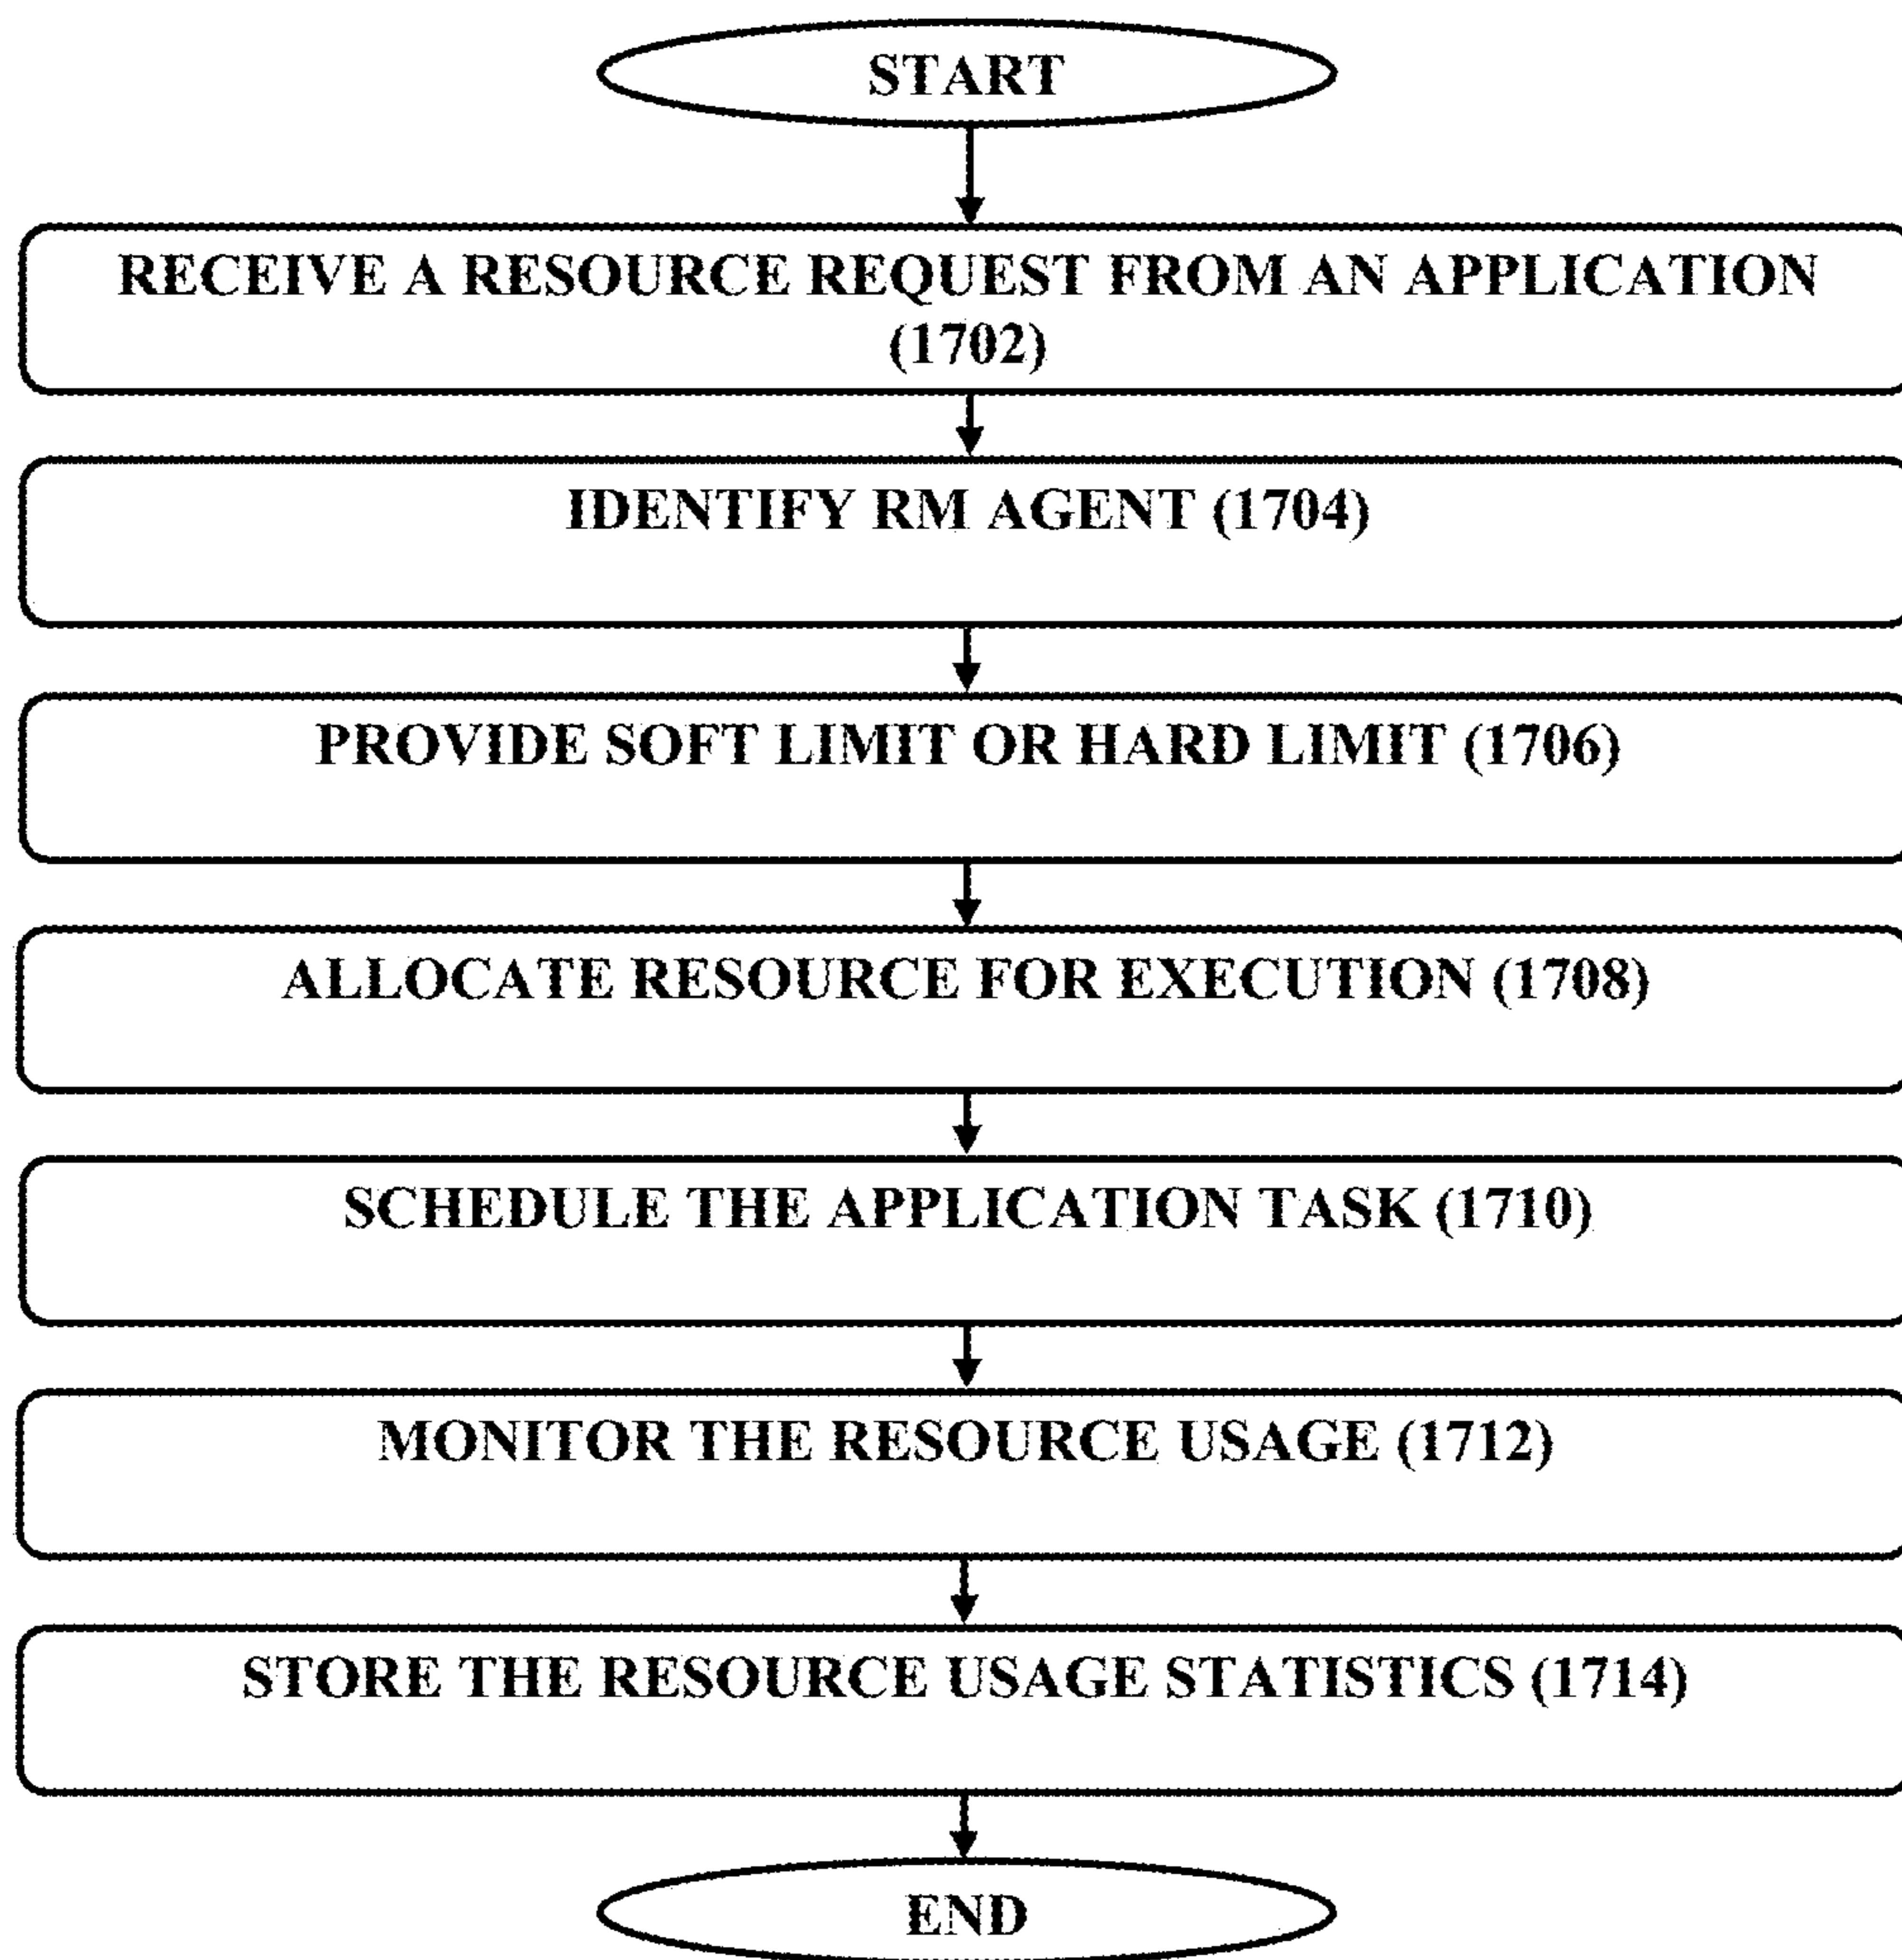 START
RECEIVE A RESOURCE REQUEST FROM AN APPLICATION
(1702)
IDENTIFY RM AGENT (1704)
PROVIDE SOFT LIMIT OR HARD LIMIT (1706)
ALLOCATE RESOURCE FOR EXECUTION (1708)
SCHEDULE THE APPLICATION TASK (1710)
MONITOR THE RESOURCE USAGE (1712)
STORE THE RESOURCE USAGE STATISTICS (1714)
END